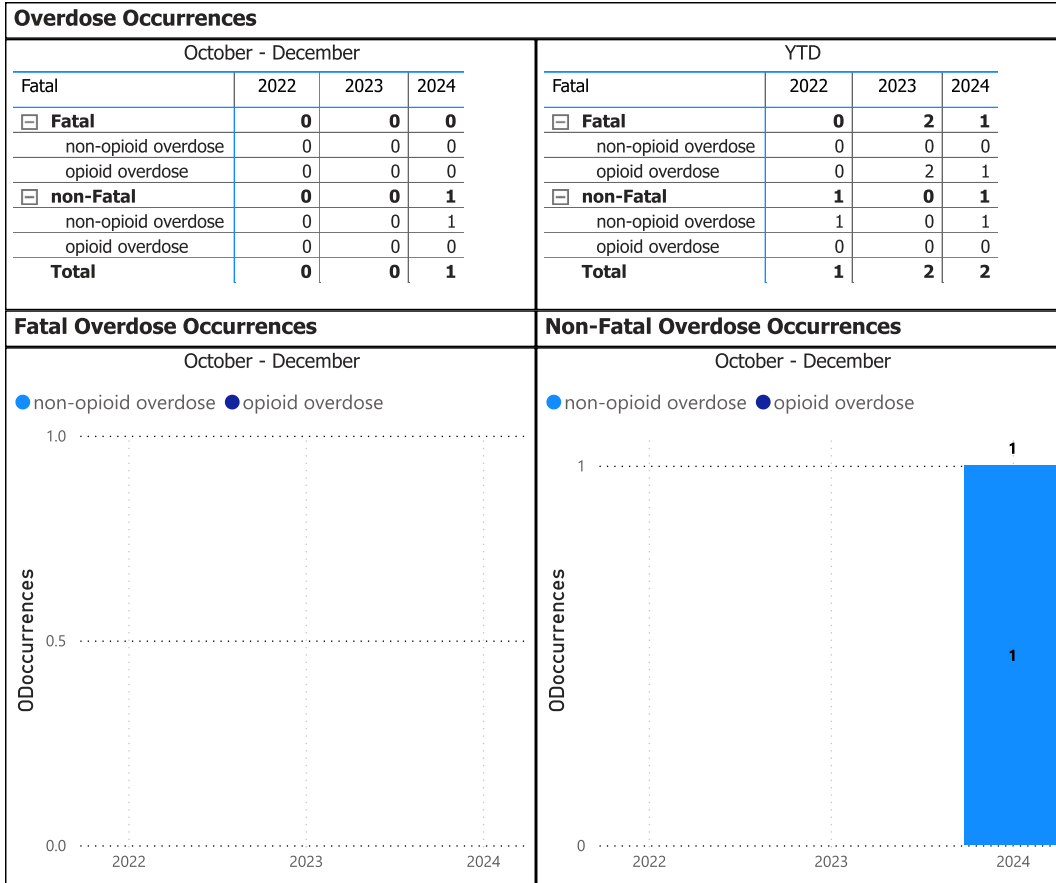 Overdose Occurrences
October - December
Fatal 2022 2023 2024
Fatal 0 0 0
non-opioid overdose 0 0 0
opioid overdose 0 0 0
non-Fatal 0 0 1
non-opioid overdose 0 0 1
opioid overdose 0 0 0
Total 0 0 1
YTD
Fatal 2022 2023 2024
Fatal 0 2 1
non-opioid overdose 0 0 0
opioid overdose 0 2 1
non-Fatal 1 0 1
non-opioid overdose 1 0 1
opioid overdose 0 0 0
Total 1 2 2
Fatal Overdose Occurrences
October - December
non-opioid overdose opioid overdose
ODoccurrences
1.0
0.5
0.0
2022 2023 2024
Non-Fatal Overdose Occurrences
October - December
non-opioid overdose opioid overdose
ODoccurrences
1
1
1
0
2022 2023 2024